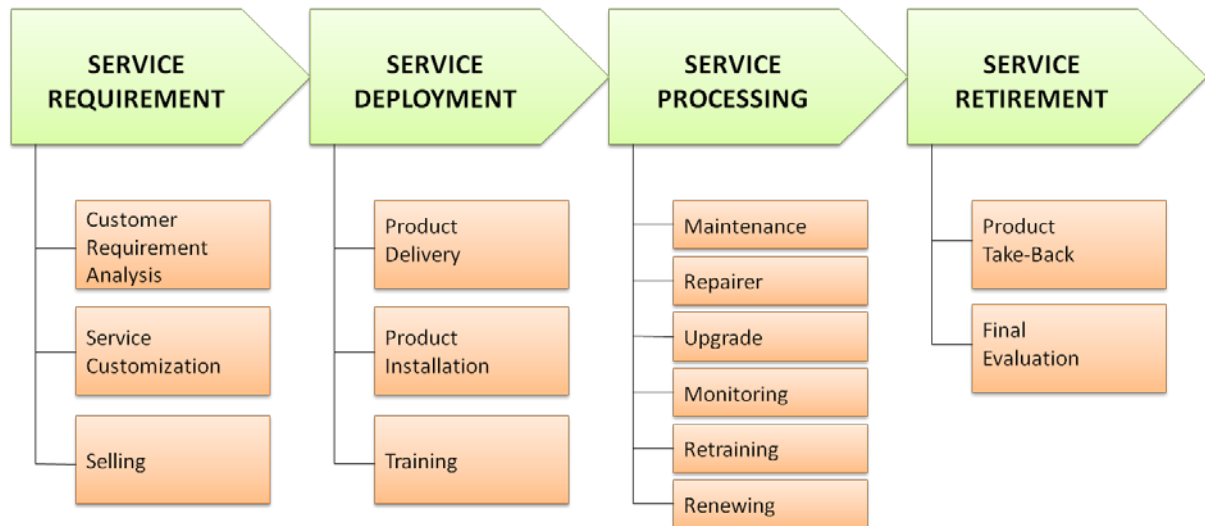 SERVICE
REQUIREMENT
Customer
Requirement
Analysis
Service
Customization
Selling
SERVICE
DEPLOYMENT
Product
Delivery
Product
Installation
Training
SERVICE
PROCESSING
Maintenance
Repairer
Upgrade
Monitoring
Retraining
Renewing
SERVICE
RETIREMENT
Product
Take-Back
Final
Evaluation